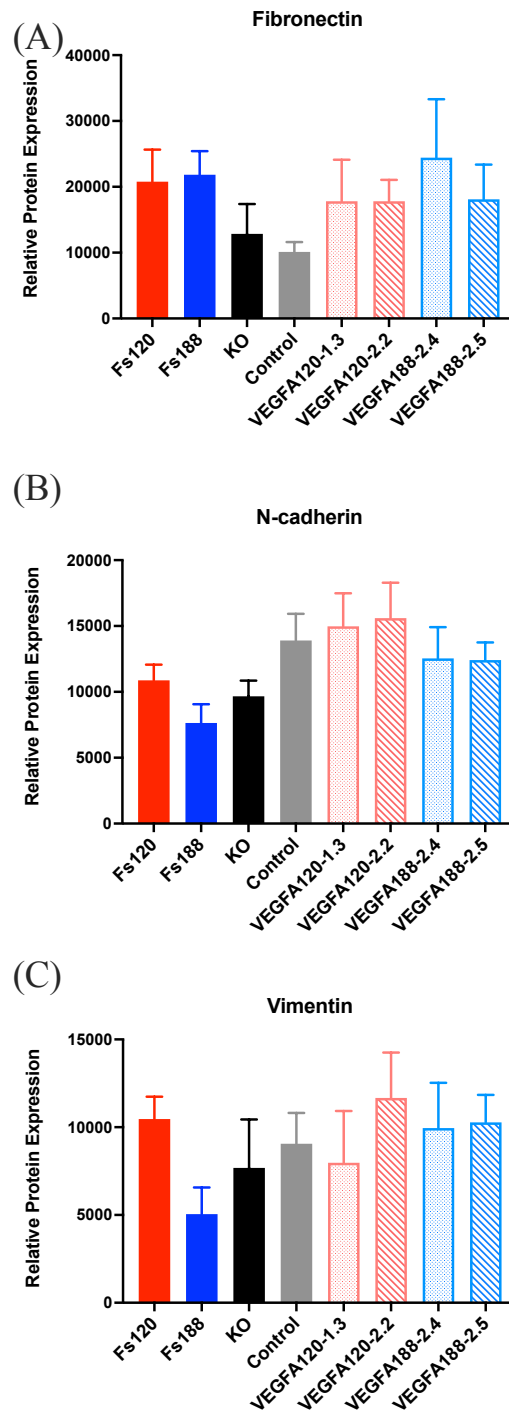 (A)
Fibronectin
Relative Protein Expression
40000
30000
20000
10000
0
Fs120
Fs188
KO
Control
VEGFA120-1.3
VEGFA120-2.2
VEGFA188-2.4
VEGFA188-2.5
(B)
N-cadherin
Relative Protein Expression
20000
15000
10000
5000
0
Fs120
Fs188
KO
Control
VEGFA120-1.3
VEGFA120-2.2
VEGFA188-2.4
VEGFA188-2.5
(C)
Vimentin
Relative Protein Expression
15000
10000
5000
0
Fs120
Fs188
KO
Control
VEGFA120-1.3
VEGFA120-2.2
VEGFA188-2.4
VEGFA188-2.5